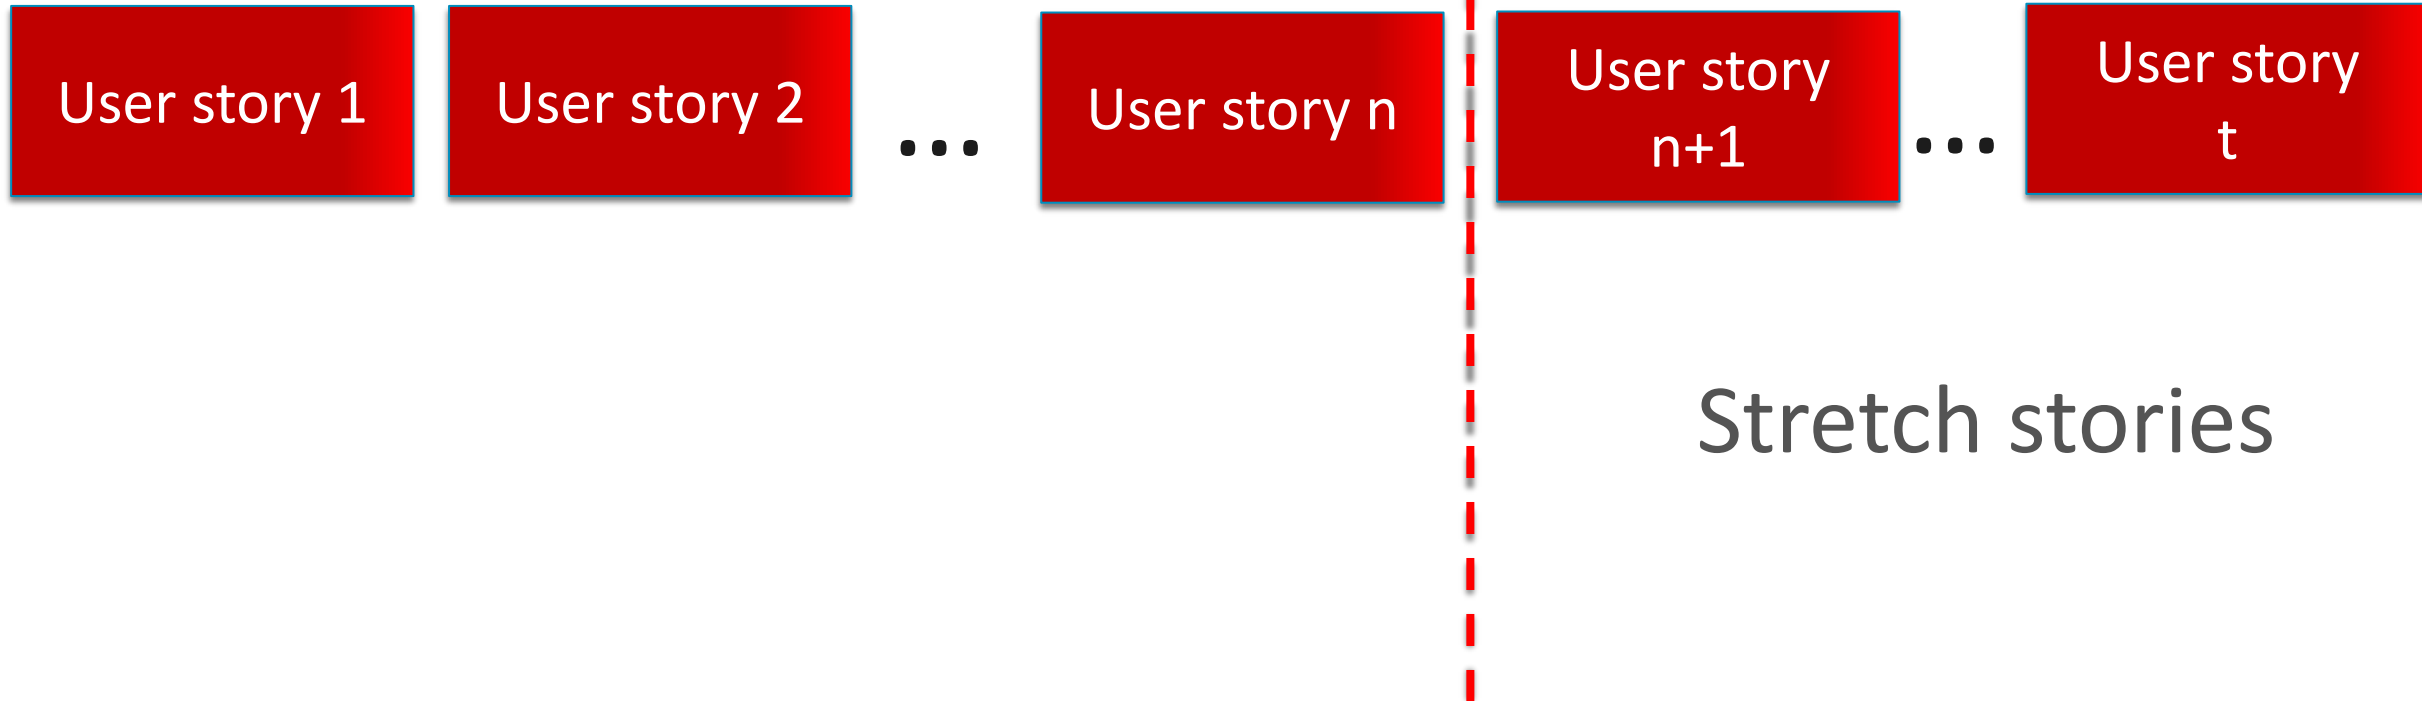 User story 1
User story 2
...
User story n
User story
n+1
...
User story
t
Stretch stories